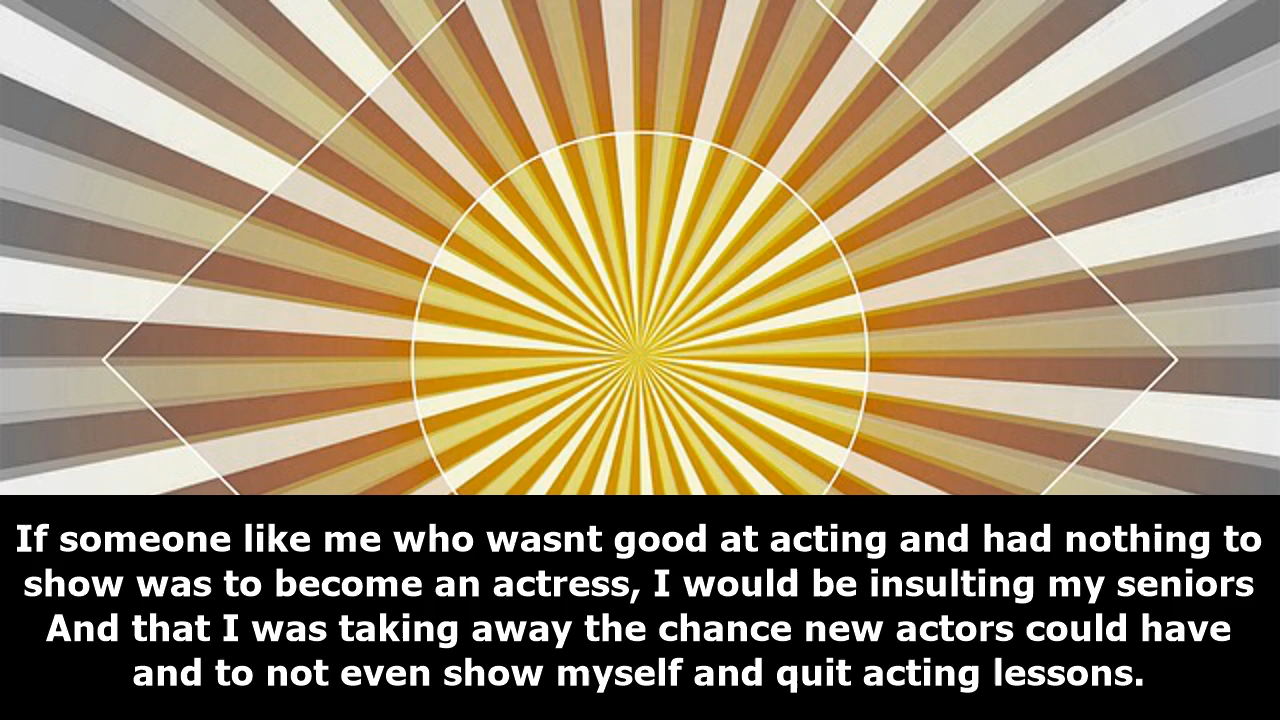 If someone like me who wasnt good at acting and had nothing to
show was to become an actress, I would be insulting my seniors
And that I was taking away the chance new actors could have
and to not even show myself and quit acting lessons.